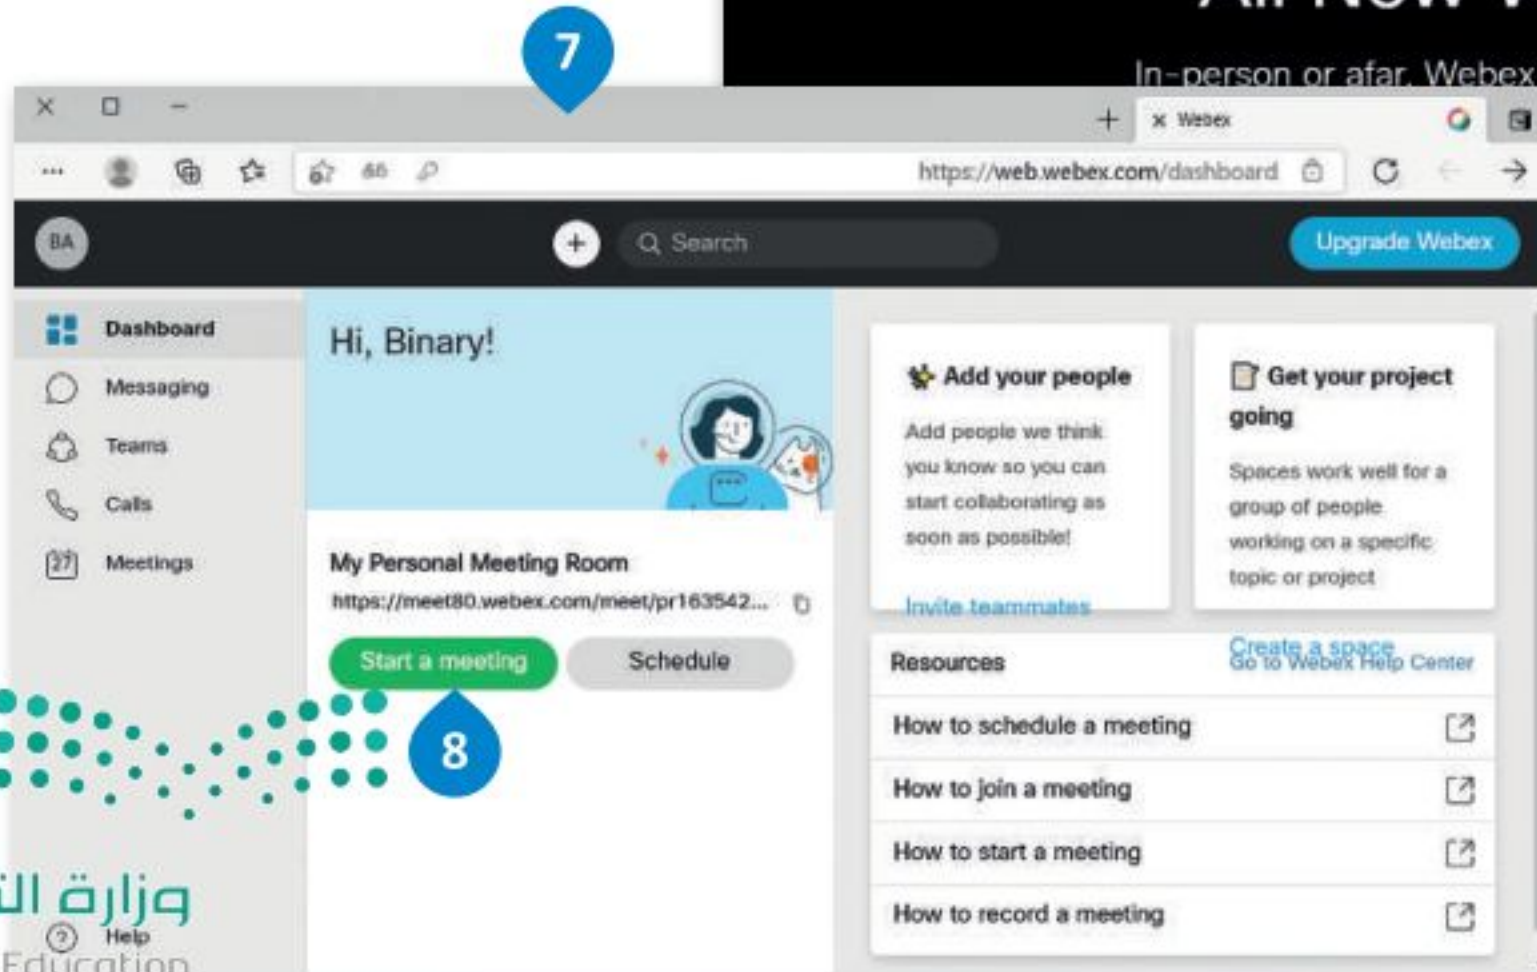 In-person or afar, Webex
7
Webex
https://web.webex.com/dashboard
BA
Search
Upgrade Webex
Dashboard
Messaging
Teams
Calls
27
Meetings
Help
Hi, Binary!
My Personal Meeting Room
https://meet80.webex.com/meet/pr163542...
Start a meeting
Schedule
8
Add your people
Add people we think
you know so you can
start collaborating as
soon as possible!
Invite teammates
Get your project
going
Spaces work well for a
group of people
working on a specific
topic or project
Create a space
Resources
Go to Webex Help Center
How to schedule a meeting
How to join a meeting
How to start a meeting
How to record a meeting
وزارة
Education